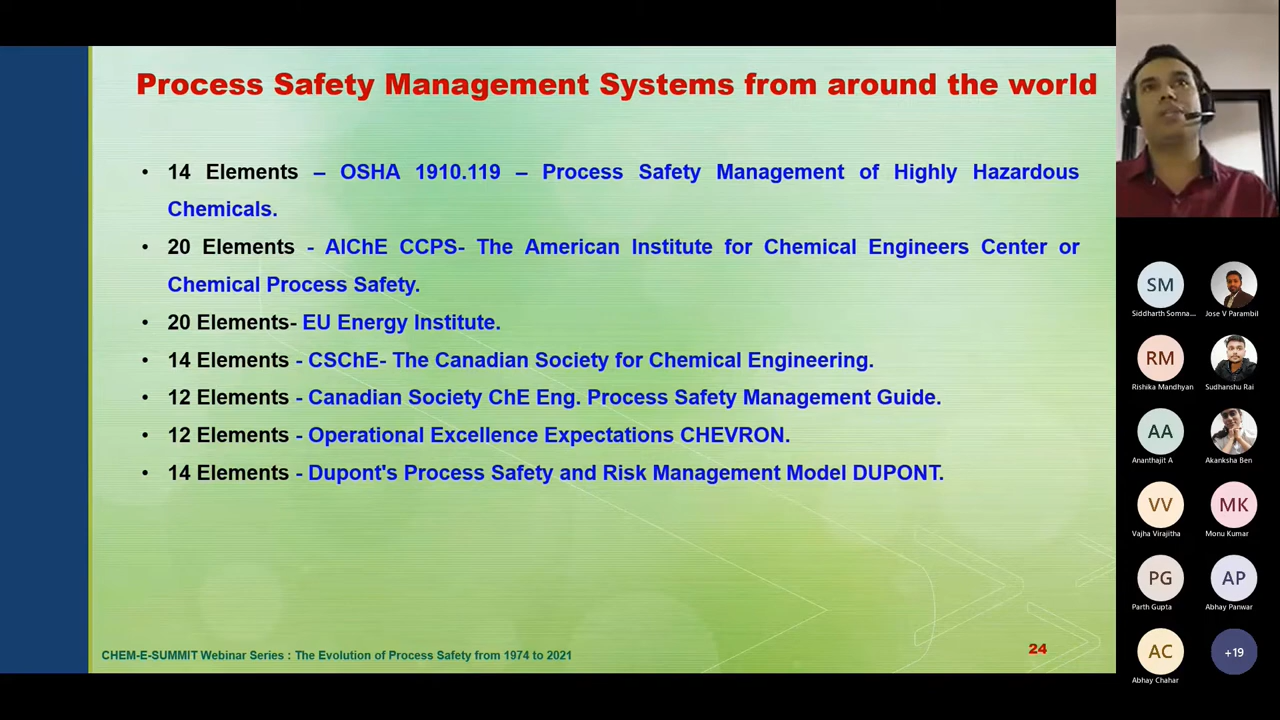 Process Safety Management Systems from around the world
• 14 Elements – OSHA 1910.119 – Process Safety Management of Highly Hazardous
Chemicals.
• 20 Elements - AIChE CCPS- The American Institute for Chemical Engineers Center or
Chemical Process Safety.
• 20 Elements- EU Energy Institute.
• 14 Elements - CSChE- The Canadian Society for Chemical Engineering.
• 12 Elements - Canadian Society ChE Eng. Process Safety Management Guide.
• 12 Elements - Operational Excellence Expectations CHEVRON.
• 14 Elements - Dupont's Process Safety and Risk Management Model DUPONT.
CHEM-E-SUMMIT Webinar Series : The Evolution of Process Safety from 1974 to 2021
24
SM
Siddharth Somna...
Jose V Parambil
RM
Rishika Mandhyan
Sudhanshu Rai
AA
Ananthajit A
Akanksha Ben
VV
Vajha Virajitha
MK
Monu Kumar
PG
Parth Gupta
AP
Abhay Panwar
AC
Abhay Chahar
+19